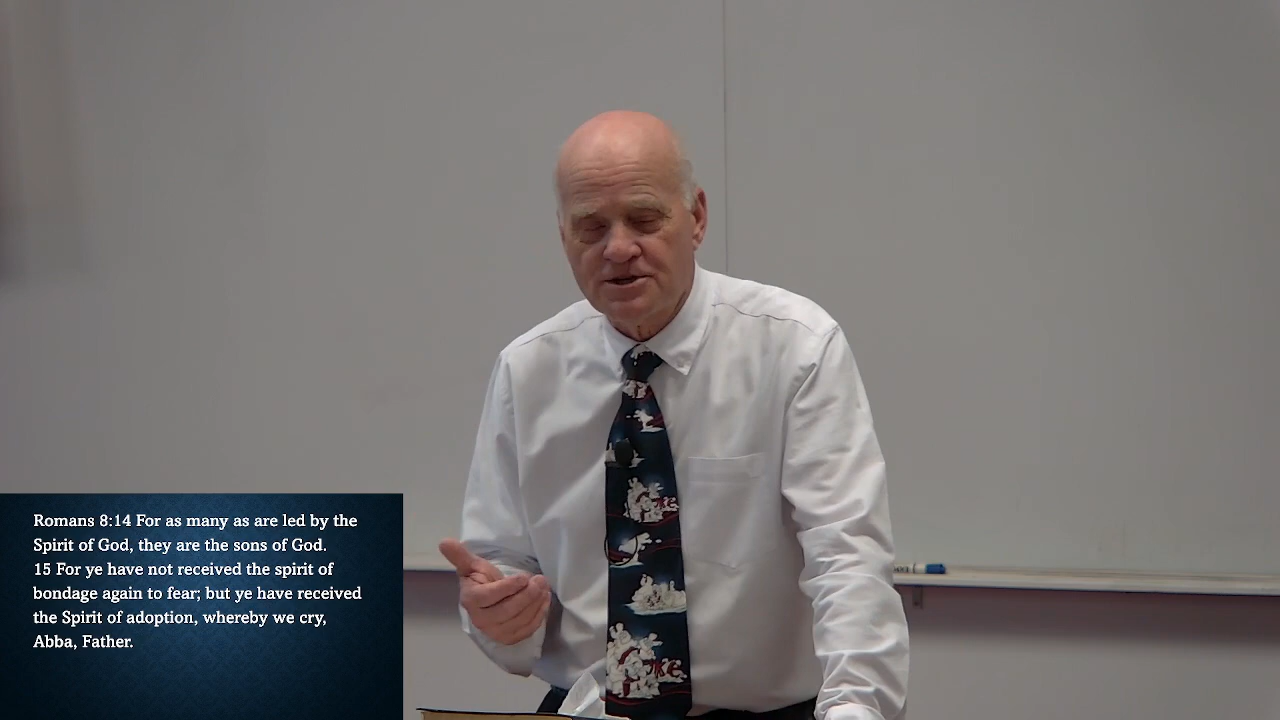 Romans 8:14 For as many as are led by the
Spirit of God, they are the sons of God.
15 For ye have not received the spirit of
bondage again to fear; but ye have received
the Spirit of adoption, whereby we cry,
Abba, Father.